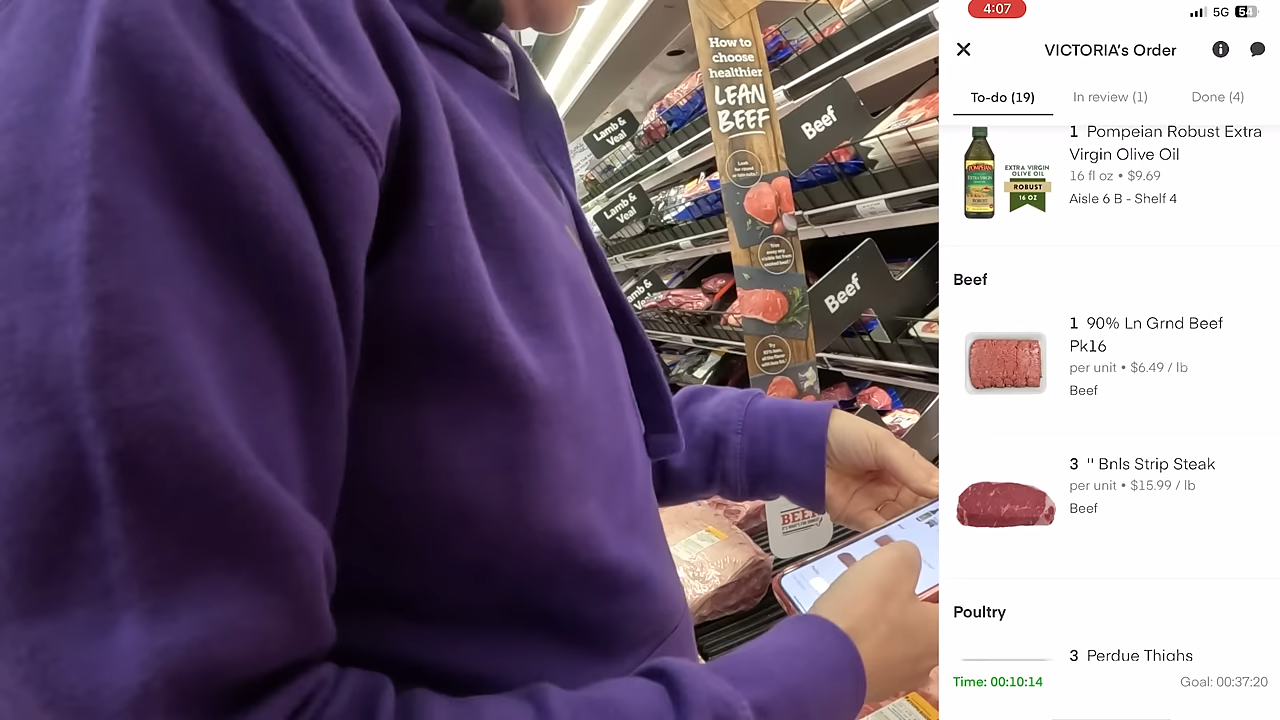 How to
choose
healthier
LEAN
BEEF
Lamb &
Veal
Beef
Lamb &
Veal
Lamb &
Veal
Beef
BEEF
4:07
5G
54
VICTORIA's Order
To-do (19)
In review (1)
Done (4)
1 Pompeian Robust Extra
Virgin Olive Oil
16 fl oz • $9.69
Aisle 6 B - Shelf 4
POMPEIAN
EXTRA VIRGIN
OLIVE OIL
ROBUST
16 OZ
Beef
1 90% Ln Grnd Beef
Pk16
per unit • $6.49 / lb
Beef
3 '' Bnls Strip Steak
per unit • $15.99 / lb
Beef
Poultry
3 Perdue Thighs
Time: 00:10:14
Goal: 00:37:20